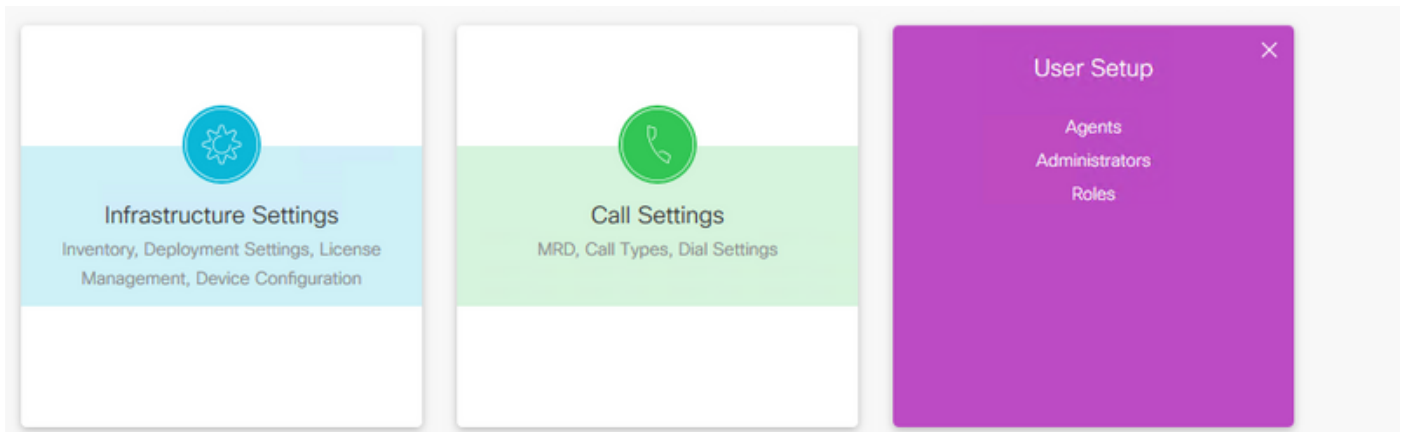 Infrastructure Settings
Inventory, Deployment Settings, License
Management, Device Configuration
Call Settings
MRD, Call Types, Dial Settings
User Setup
Agents
Administrators
Roles